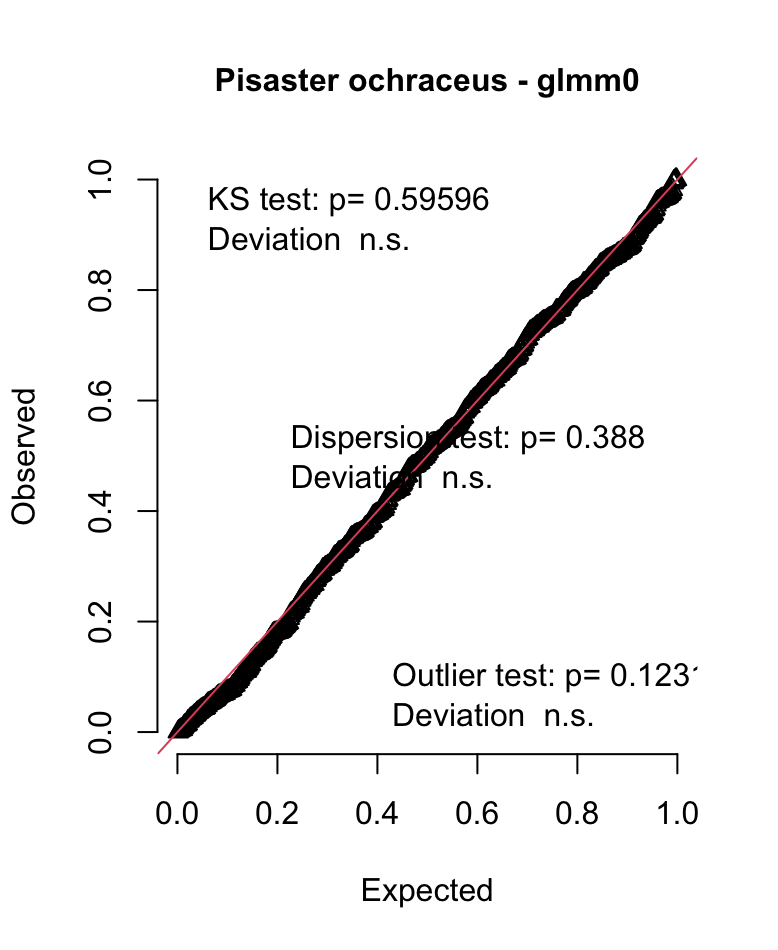 Pisaster ochraceus - glmm0
KS test: p= 0.59596
Deviation n.s.
Dispersion test: p= 0.388
Deviation n.s.
Outlier test: p= 0.123
Deviation n.s.
Observed
0.0 0.2 0.4 0.6 0.8 1.0
0.0 0.2 0.4 0.6 0.8 1.0
Expected